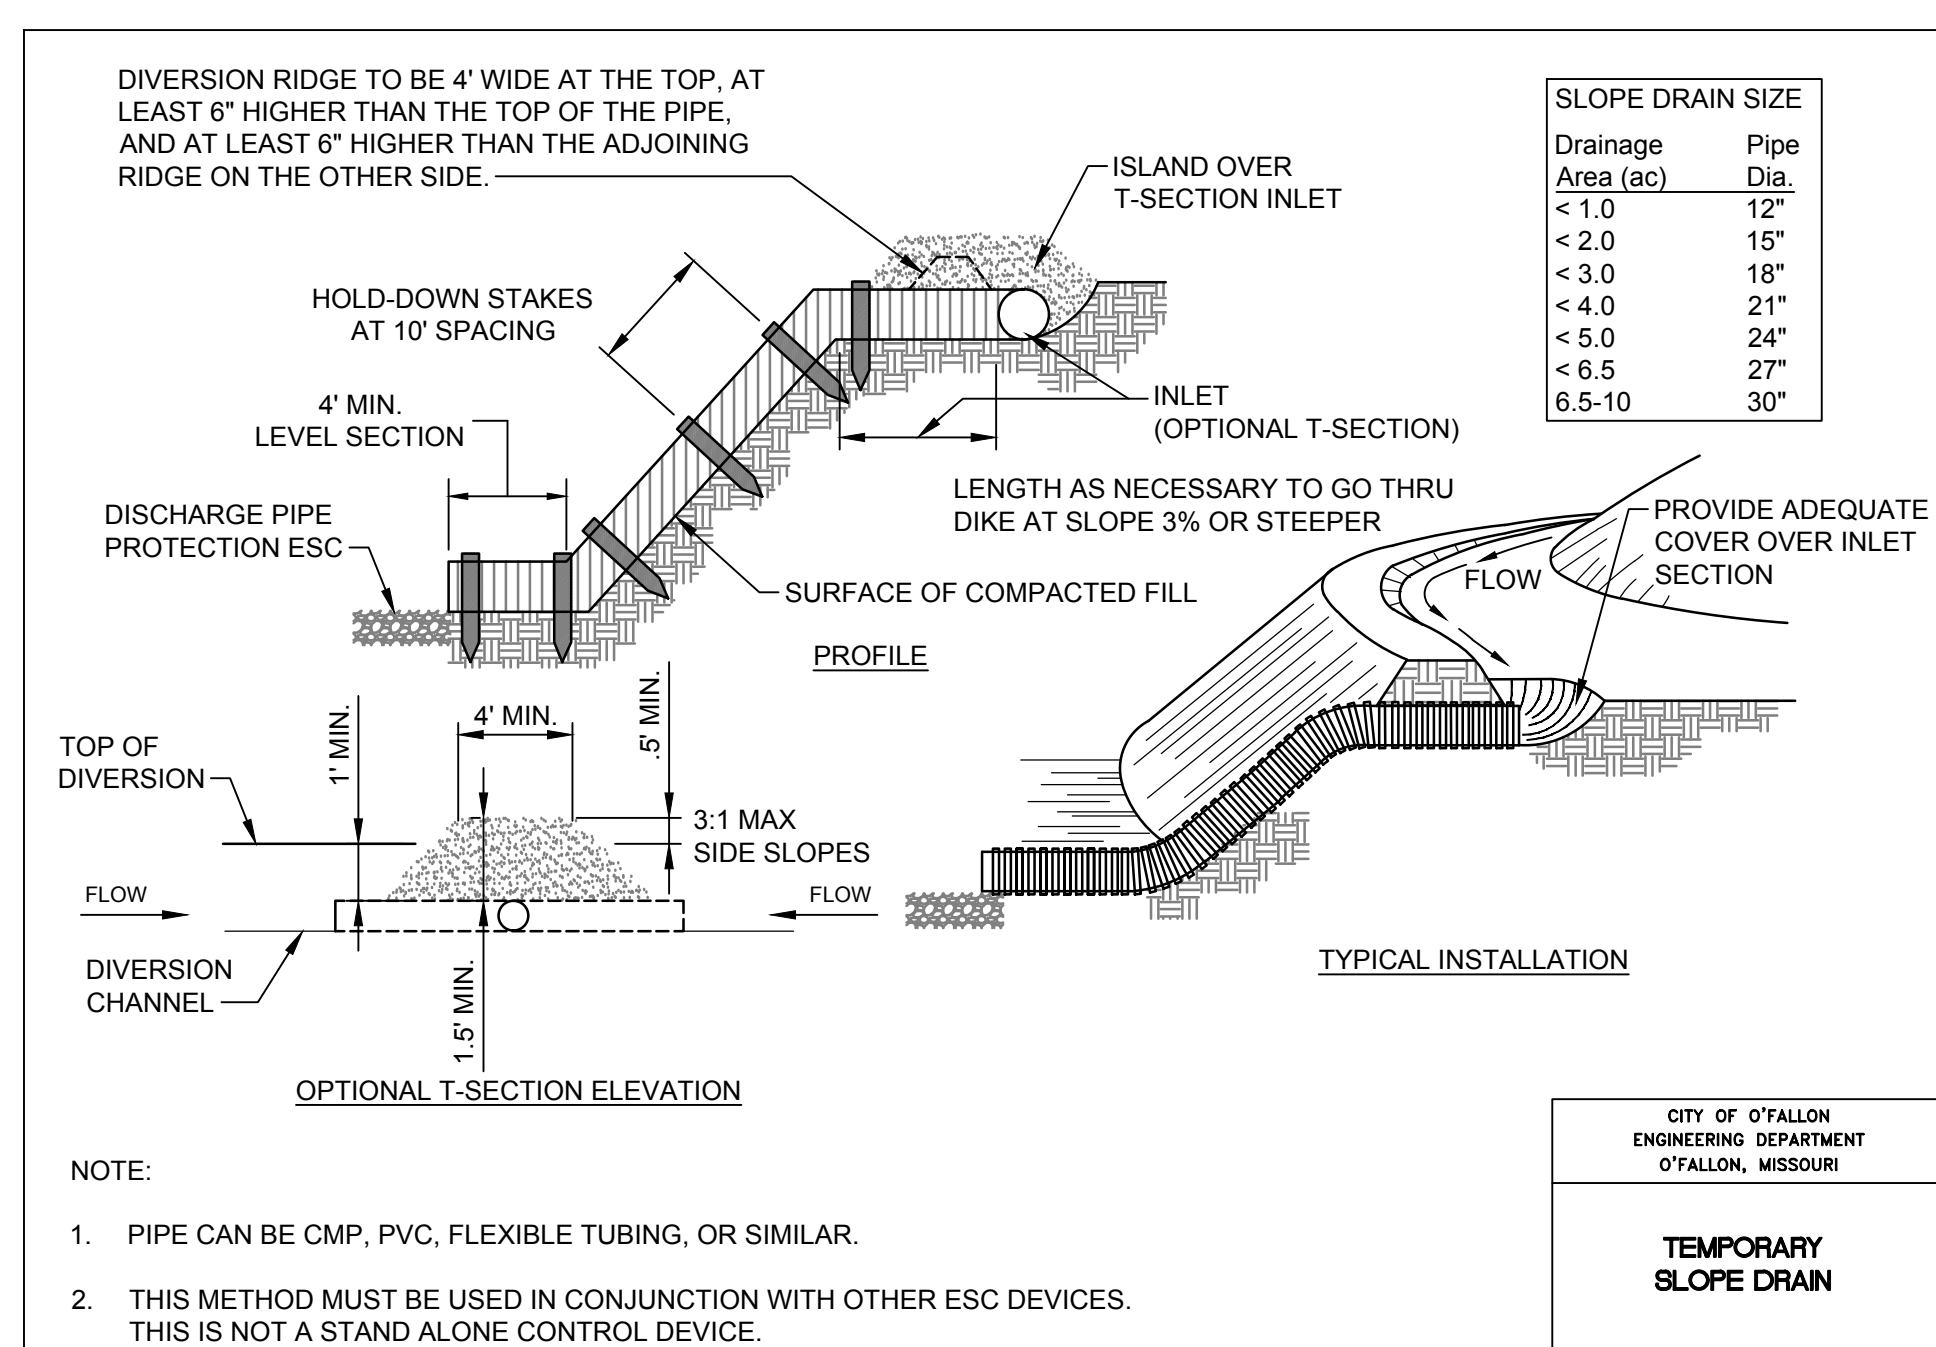 DIVERSION RIDGE TO BE 4' WIDE AT THE TOP, AT
LEAST 6" HIGHER THAN THE TOP OF THE PIPE,
AND AT LEAST 6" HIGHER THAN THE ADJOINING
RIDGE ON THE OTHER SIDE.
ISLAND OVER
T-SECTION INLET
SLOPE DRAIN SIZE
Drainage Pipe
Area (ac) Dia.
< 1.0 12"
< 2.0 15"
< 3.0 18"
< 4.0 21"
< 5.0 24"
< 6.5 27"
6.5-10 30"
HOLD-DOWN STAKES
AT 10' SPACING
4' MIN.
LEVEL SECTION
INLET
(OPTIONAL T-SECTION)
LENGTH AS NECESSARY TO GO THRU
DIKE AT SLOPE 3% OR STEEPER
DISCHARGE PIPE
PROTECTION ESC
SURFACE OF COMPACTED FILL
PROFILE
PROVIDE ADEQUATE
COVER OVER INLET
SECTION
FLOW
TYPICAL INSTALLATION
TOP OF
DIVERSION
1' MIN.
4' MIN.
.5' MIN.
3:1 MAX
SIDE SLOPES
FLOW
FLOW
DIVERSION
CHANNEL
1.5' MIN.
OPTIONAL T-SECTION ELEVATION
NOTE:
1. PIPE CAN BE CMP, PVC, FLEXIBLE TUBING, OR SIMILAR.
2. THIS METHOD MUST BE USED IN CONJUNCTION WITH OTHER ESC DEVICES.
THIS IS NOT A STAND ALONE CONTROL DEVICE.
CITY OF O'FALLON
ENGINEERING DEPARTMENT
O'FALLON, MISSOURI
TEMPORARY
SLOPE DRAIN